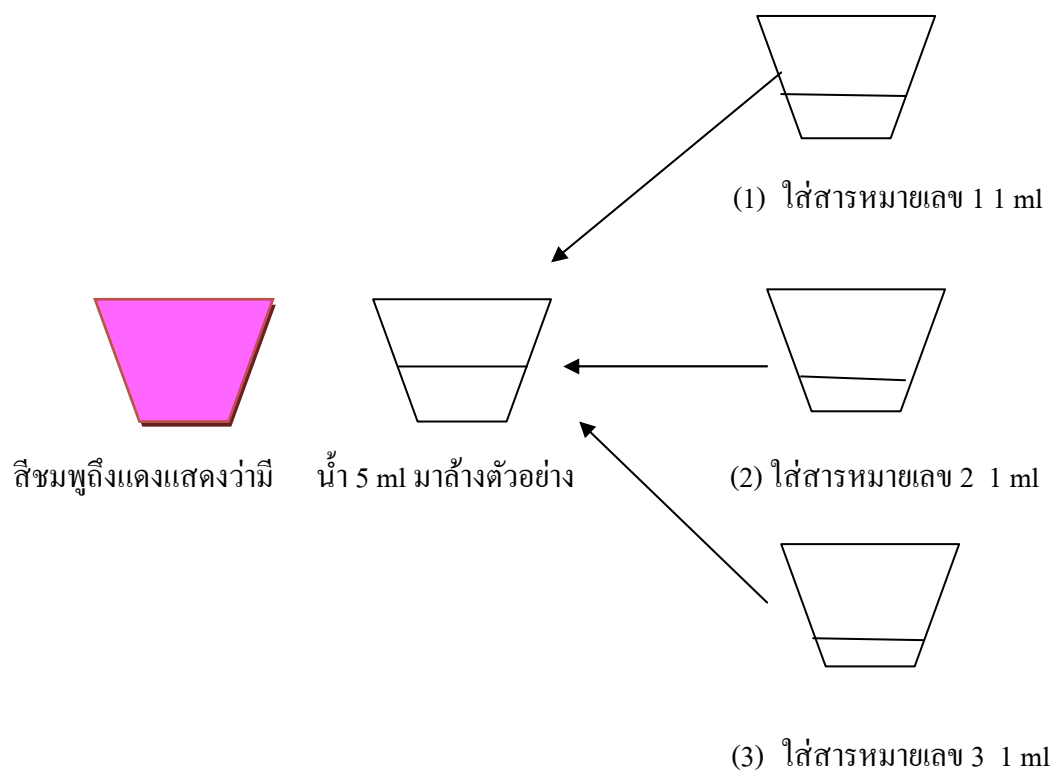 (1) ใส่สารหมายเลข 1 1 ml
สีชมพูถึงแดงแสดงว่ามี
น้ำ 5 ml มาล้างตัวอย่าง
(2) ใส่สารหมายเลข 2 1 ml
(3) ใส่สารหมายเลข 3 1 ml